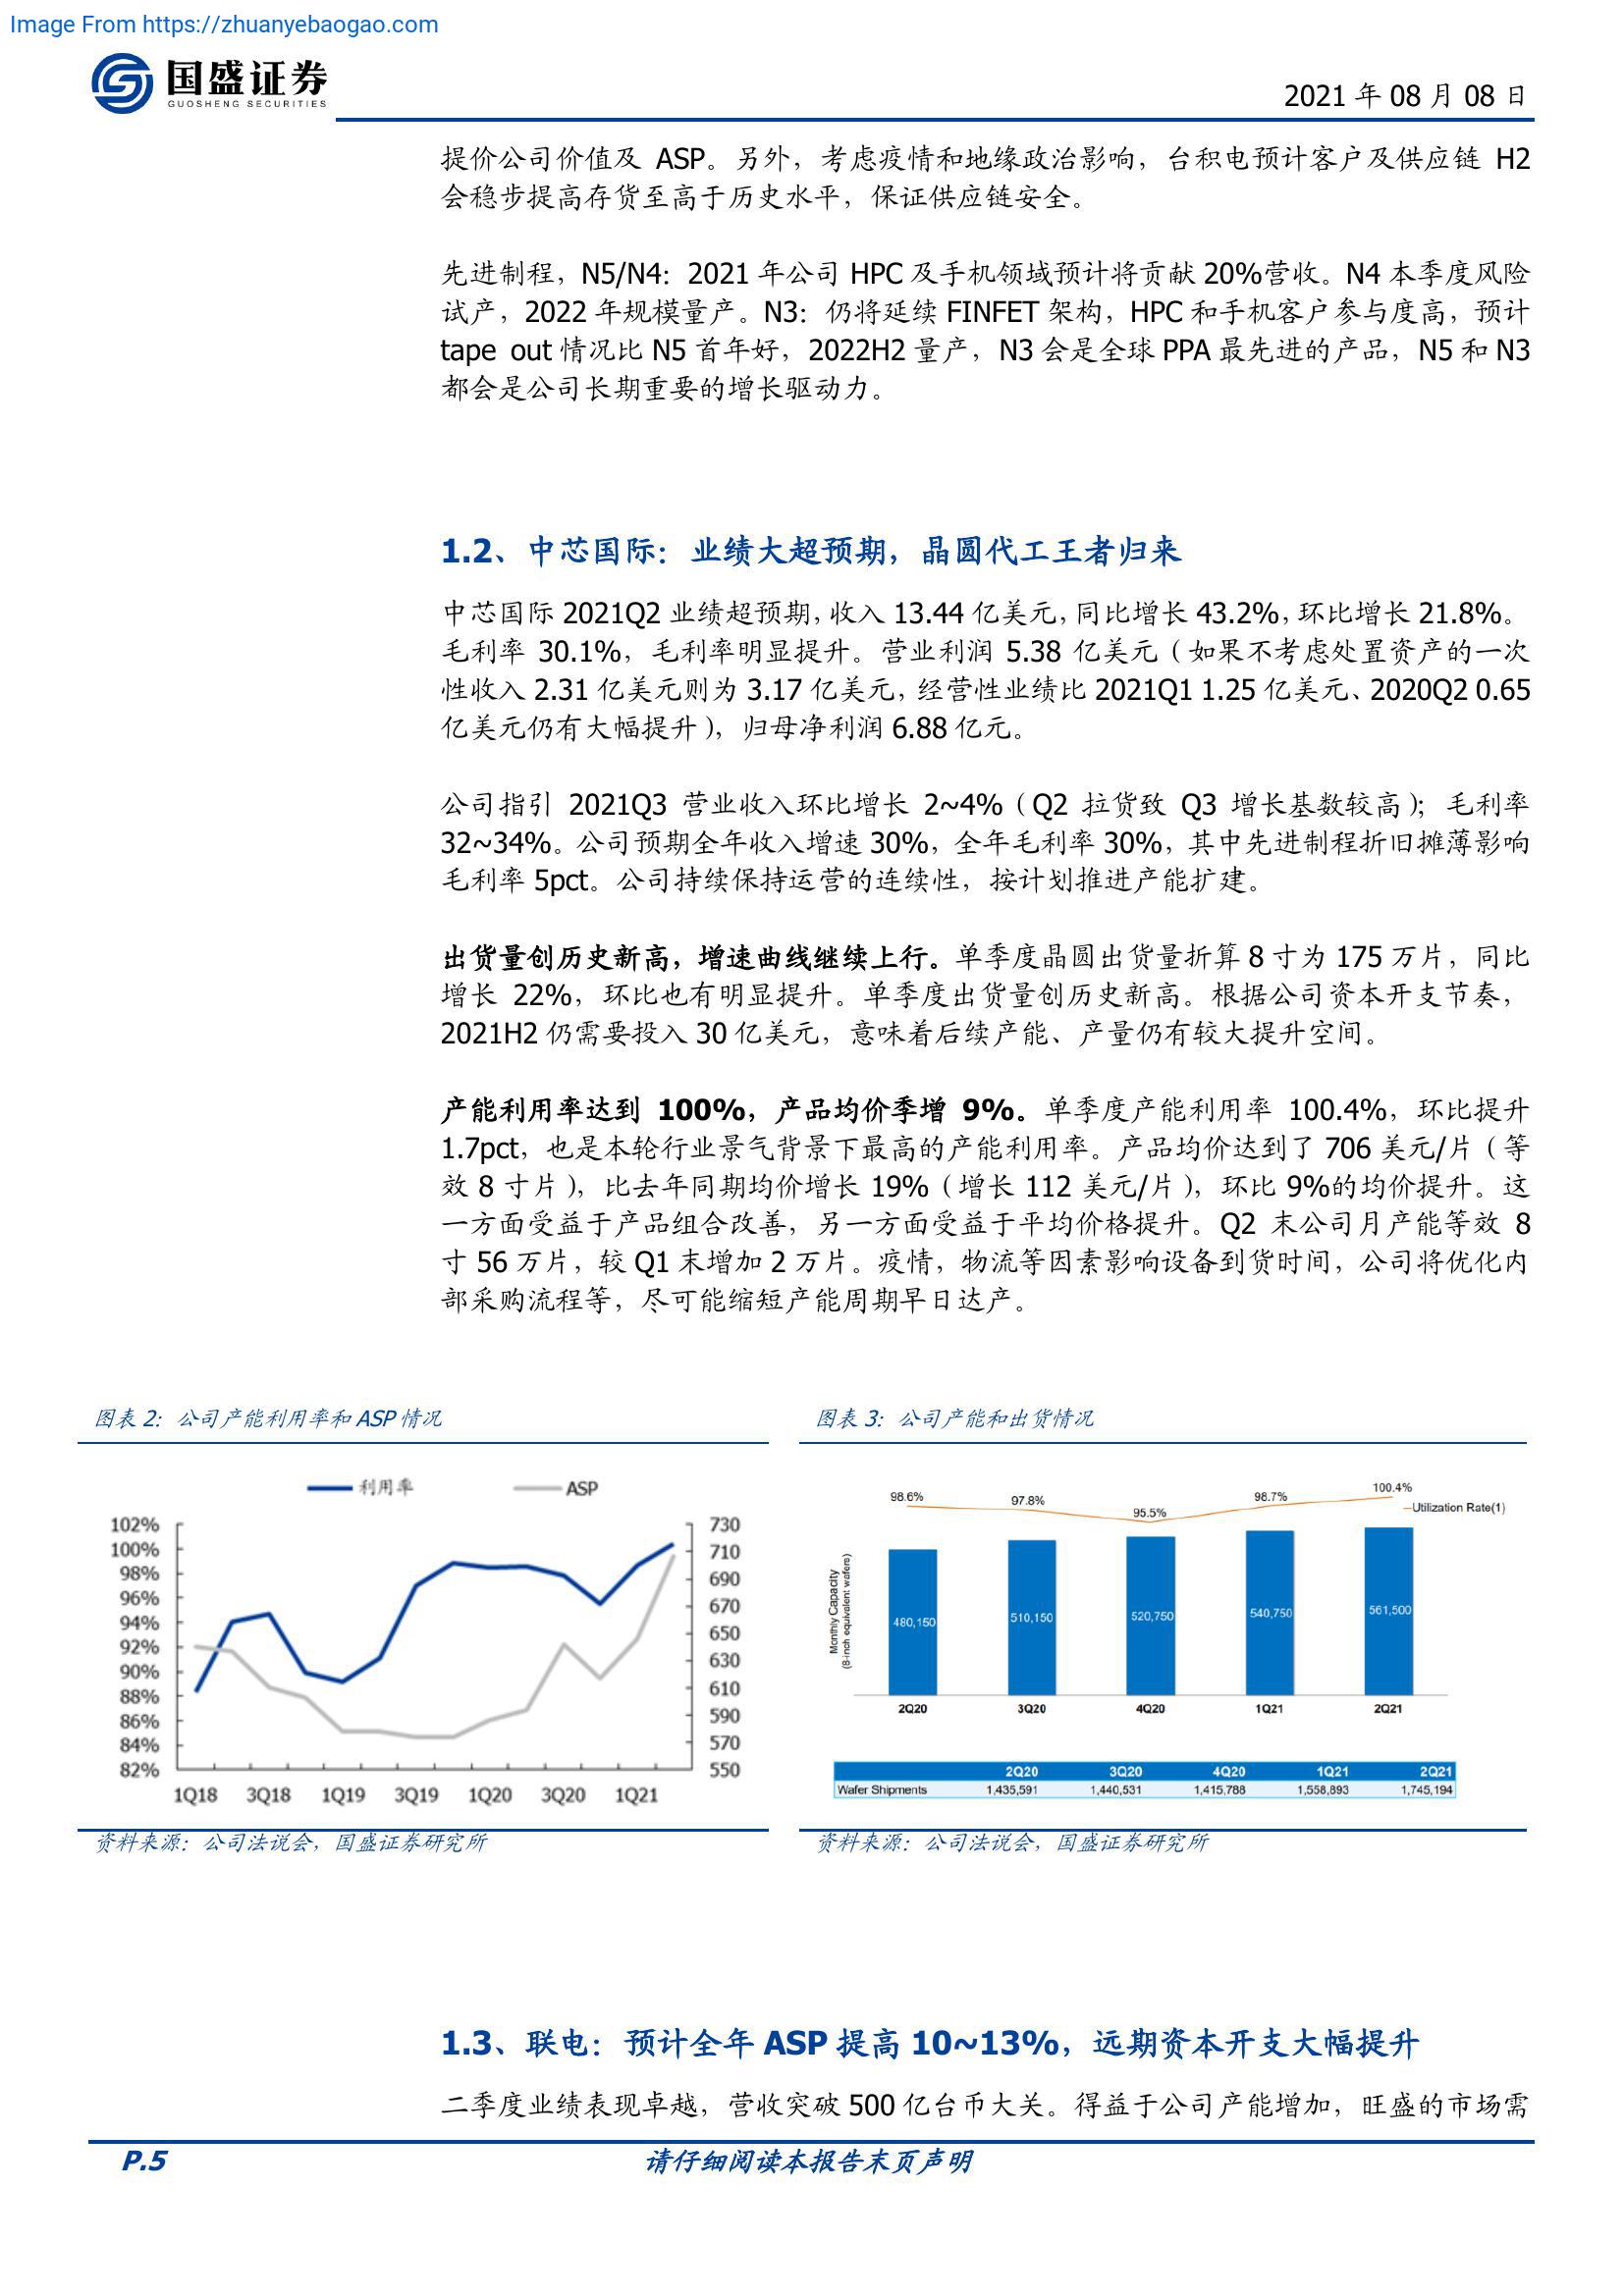 Image From https://zhuanyebaogao.com
国盛证券
GUOSHENG SECURITIES
2021 年 08 月 08 日
提价公司价值及 ASP。另外，考虑疫情和地缘政治影响，台积电预计客户及供应链 H2
会稳步提高存货至高于历史水平，保证供应链安全。
先进制程，N5/N4：2021 年公司 HPC 及手机领域预计将贡献 20%营收。N4 本季度风险
试产，2022 年规模量产。N3：仍将延续 FINFET 架构，HPC 和手机客户参与度高，预计
tape out 情况比 N5 首年好，2022H2 量产，N3 会是全球 PPA 最先进的产品，N5 和 N3
都会是公司长期重要的增长驱动力。
1.2、中芯国际：业绩大超预期，晶圆代工王者归来
中芯国际 2021Q2 业绩超预期，收入 13.44 亿美元，同比增长 43.2%，环比增长 21.8%。
毛利率 30.1%，毛利率明显提升。营业利润 5.38 亿美元（如果不考虑处置资产的一次
性收入 2.31 亿美元则为 3.17 亿美元，经营性业绩比 2021Q1 1.25 亿美元、2020Q2 0.65
亿美元仍有大幅提升），归母净利润 6.88 亿元。
公司指引 2021Q3 营业收入环比增长 2~4%（Q2 拉货致 Q3 增长基数较高）；毛利率
32~34%。公司预期全年收入增速 30%，全年毛利率 30%，其中先进制程折旧摊薄影响
毛利率 5pct。公司持续保持运营的连续性，按计划推进产能扩建。
出货量创历史新高，增速曲线继续上行。单季度晶圆出货量折算 8 寸为 175 万片，同比
增长 22%，环比也有明显提升。单季度出货量创历史新高。根据公司资本开支节奏，
2021H2 仍需要投入 30 亿美元，意味着后续产能、产量仍有较大提升空间。
产能利用率达到 100%，产品均价季增 9%。单季度产能利用率 100.4%，环比提升
1.7pct，也是本轮行业景气背景下最高的产能利用率。产品均价达到了 706 美元/片（等
效 8 寸片），比去年同期均价增长 19%（增长 112 美元/片），环比 9%的均价提升。这
一方面受益于产品组合改善，另一方面受益于平均价格提升。Q2 末公司月产能等效 8
寸 56 万片，较 Q1 末增加 2 万片。疫情，物流等因素影响设备到货时间，公司将优化内
部采购流程等，尽可能缩短产能周期早日达产。
图表 2：公司产能利用率和 ASP 情况
利用率 ASP
102% 730
100% 710
98% 690
96% 670
94% 650
92% 630
90% 610
88% 590
86% 570
84% 550
82%
1Q18 3Q18 1Q19 3Q19 1Q20 3Q20 1Q21
资料来源：公司法说会，国盛证券研究所
图表 3：公司产能和出货情况
98.6% 97.8% 95.5% 98.7% 100.4%
Utilization Rate(1)
Monthly Capacity
(8-inch equivalent wafers)
480,150 510,150 520,750 540,750 561,500
2Q20 3Q20 4Q20 1Q21 2Q21
2Q20 3Q20 4Q20 1Q21 2Q21
Wafer Shipments 1,435,591 1,440,531 1,415,788 1,558,893 1,745,194
资料来源：公司法说会，国盛证券研究所
1.3、联电：预计全年 ASP 提高 10~13%，远期资本开支大幅提升
二季度业绩表现卓越，营收突破 500 亿台币大关。得益于公司产能增加，旺盛的市场需
P.5
请仔细阅读本报告末页声明